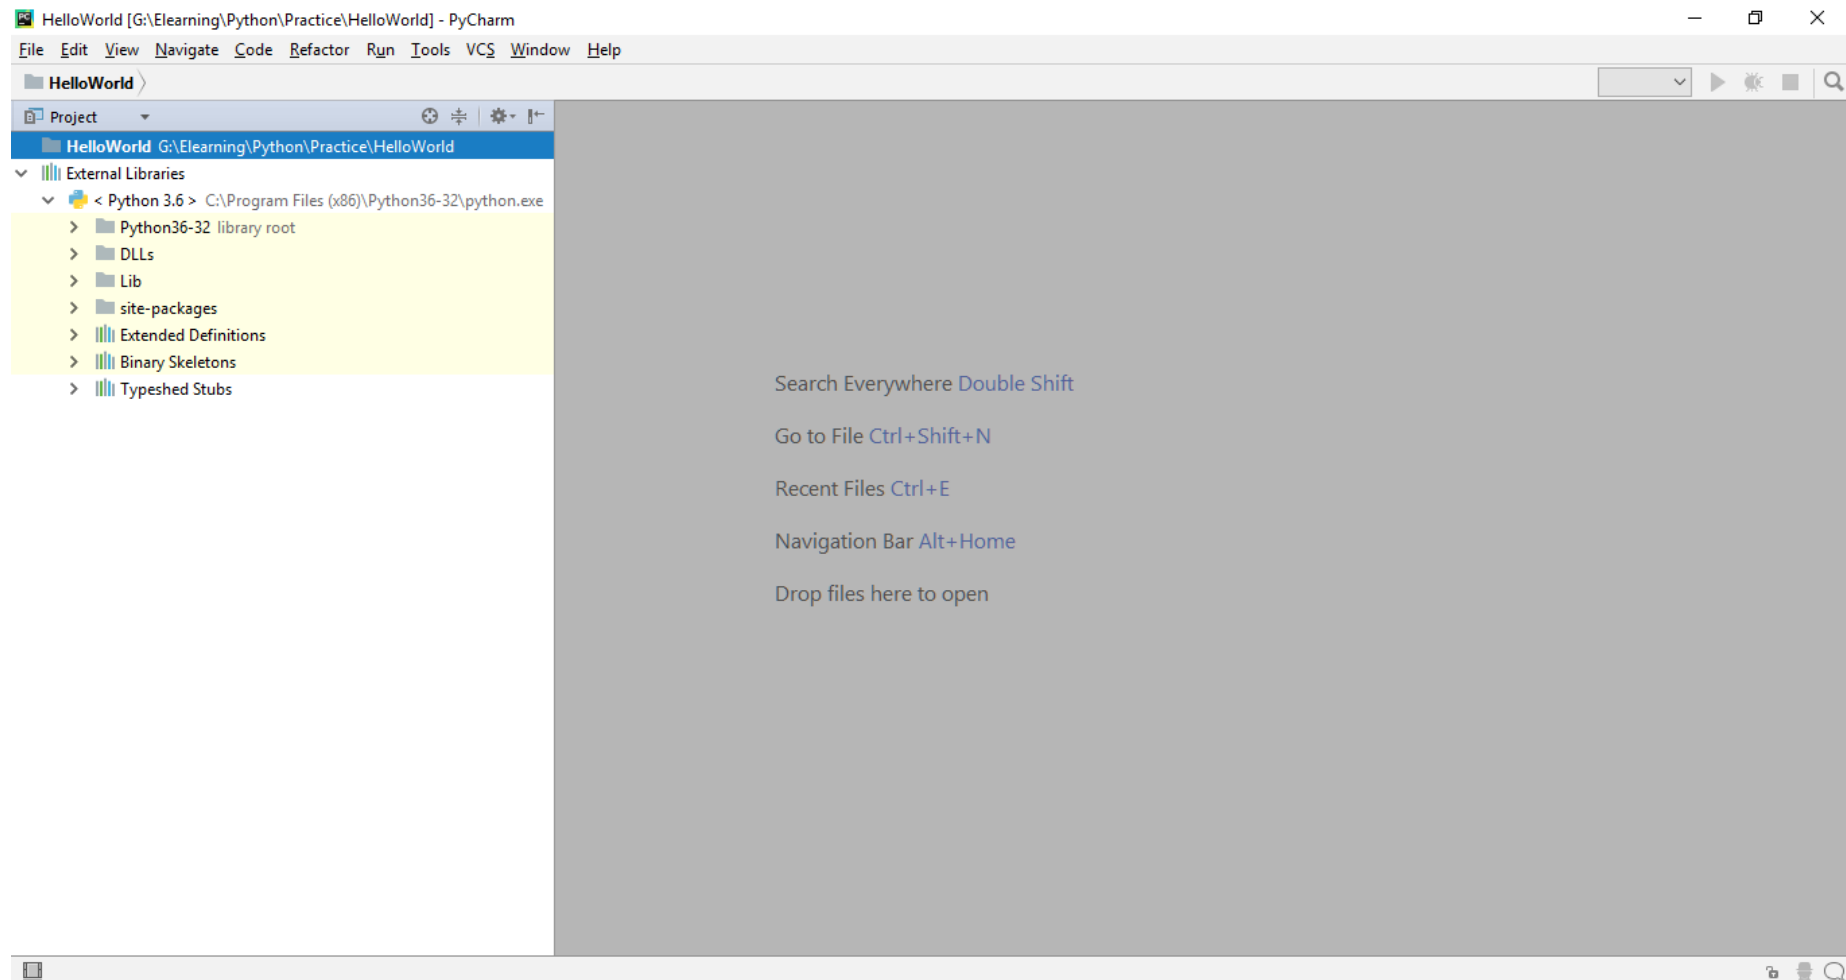 HelloWorld [G:\Elearning\Python\Practice\HelloWorld] - PyCharm
File Edit View Navigate Code Refactor Run Tools VCS Window Help
HelloWorld
Project
HelloWorld G:\Elearning\Python\Practice\HelloWorld
External Libraries
< Python 3.6 > C:\Program Files (x86)\Python36-32\python.exe
Python36-32 library root
DLLs
Lib
site-packages
Extended Definitions
Binary Skeletons
Typeshed Stubs
Search Everywhere Double Shift
Go to File Ctrl+Shift+N
Recent Files Ctrl+E
Navigation Bar Alt+Home
Drop files here to open